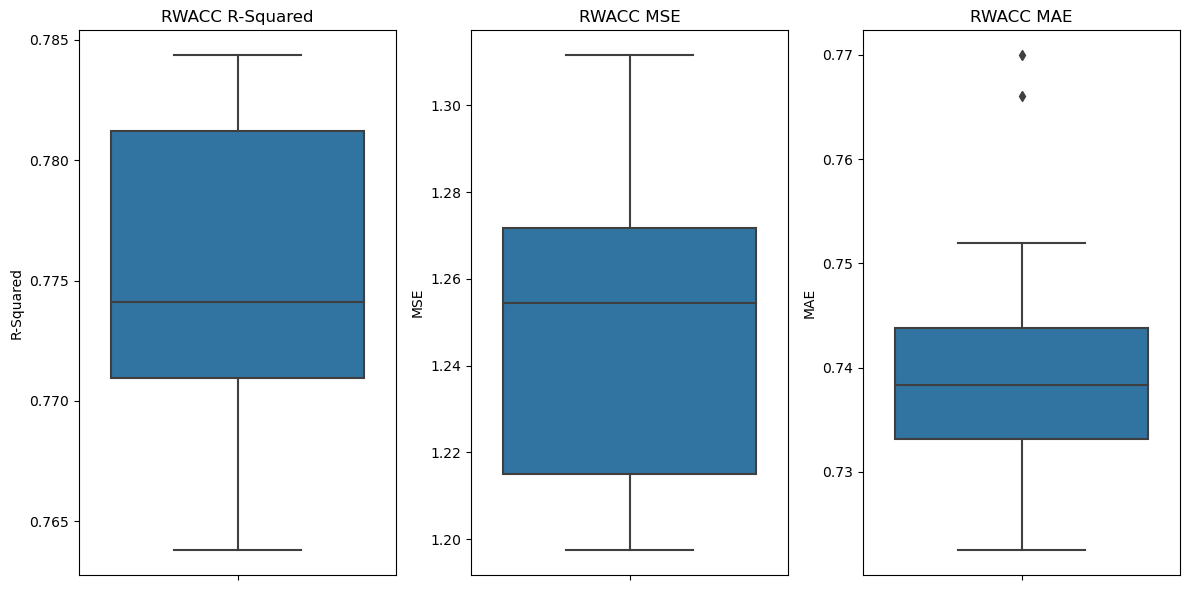 RWACC R-Squared
R-Squared
0.785
0.780
0.775
0.770
0.765
RWACC MSE
MSE
1.30
1.28
1.26
1.24
1.22
1.20
RWACC MAE
MAE
0.77
0.76
0.75
0.74
0.73